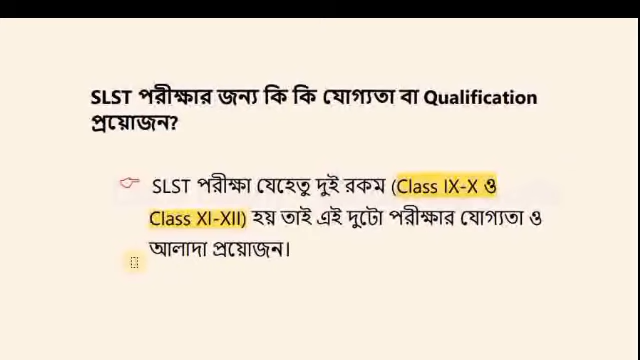 SLST পরীক্ষার জন্য কি কি যোগ্যতা বা Qualification
প্রয়োজন?
SLST পরীক্ষা যেহেতু দুই রকম (Class IX-X ও
Class XI-XII) হয় তাই এই দুটো পরীক্ষার যোগ্যতা ও
আলাদা প্রয়োজন।